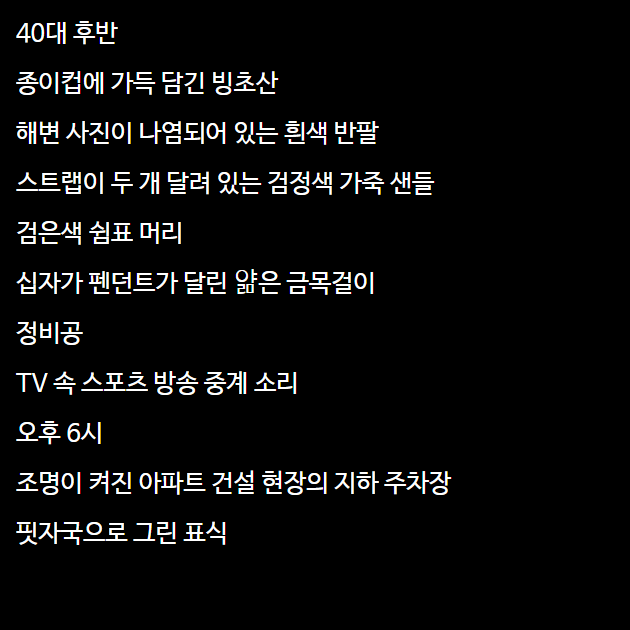 40대 후반
종이컵에 가득 담긴 빙초산
해변 사진이 나염되어 있는 흰색 반팔
스트랩이 두 개 달려 있는 검정색 가죽 샌들
검은색 쉼표 머리
십자가 펜던트가 달린 얊은 금목걸이
정비공
TV 속 스포츠 방송 중계 소리
오후 6시
조명이 켜진 아파트 건설 현장의 지하 주차장
핏자국으로 그린 표식